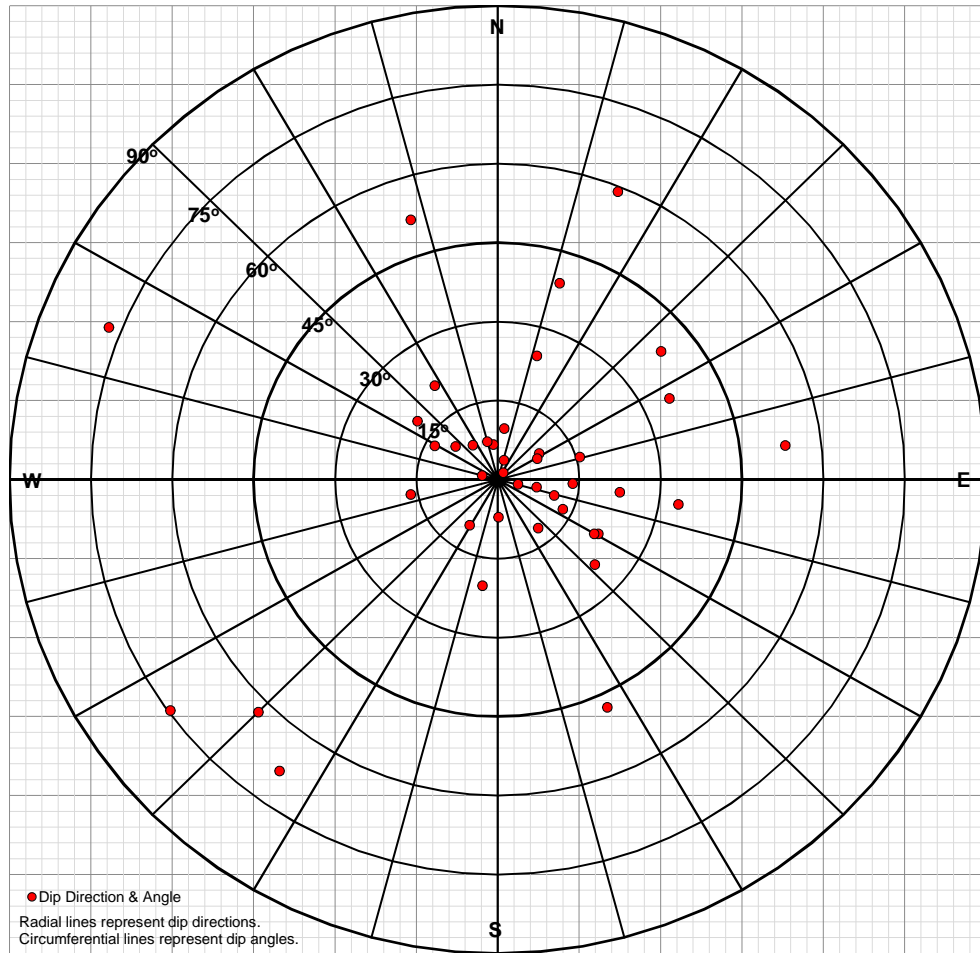 N
90°
75°
60°
45°
30°
15°
W
E
S
Dip Direction & Angle
Radial lines represent dip directions.
Circumferential lines represent dip angles.